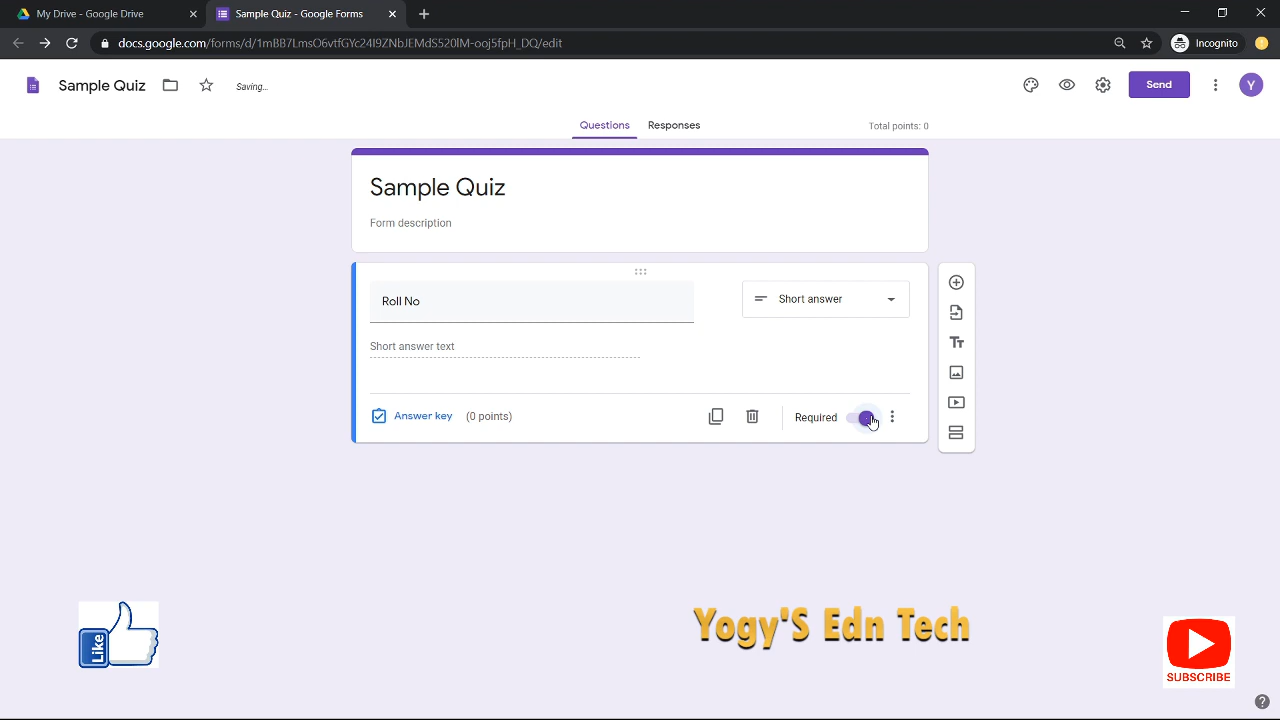 My Drive - Google Drive
Sample Quiz - Google Forms
docs.google.com/forms/d/1mBB7LmsO6vtfGYc24I9ZNbJEMdS520lM-ooj5fpH_DQ/edit
Incognito
Sample Quiz
Saving...
Send
Y
Questions
Responses
Total points: 0
Sample Quiz
Form description
Roll No
Short answer
Short answer text
Answer key
(0 points)
Required
Like
Yogy'S Edn Tech
SUBSCRIBE